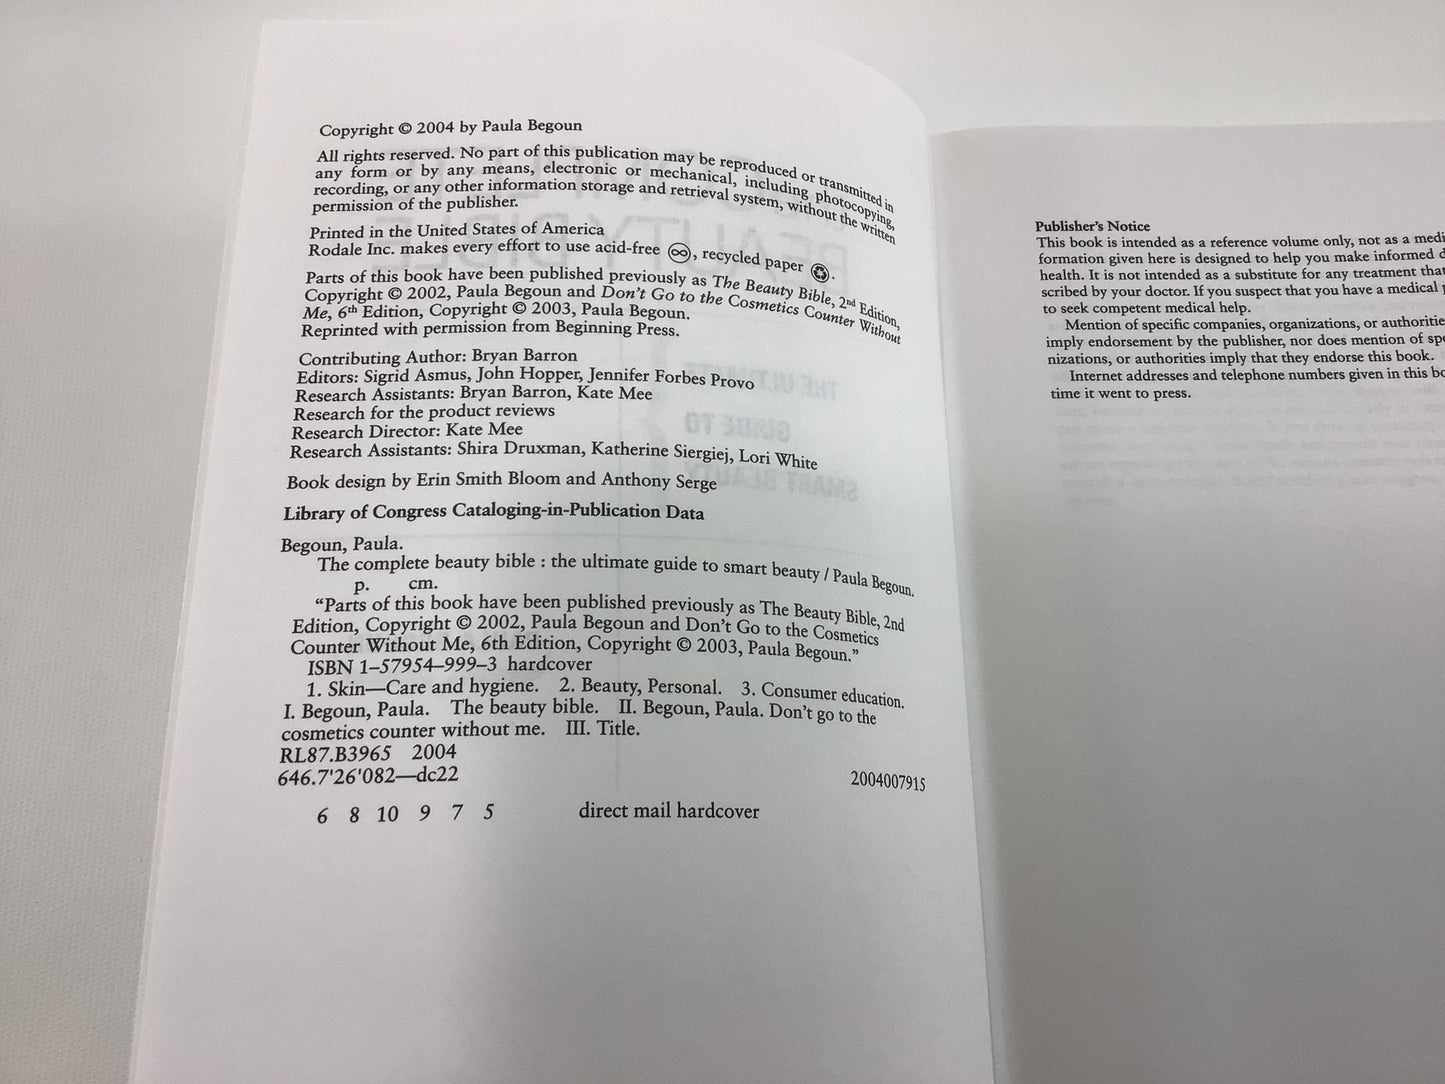 Copyright © 2004 by Paula Begoun
All rights reserved. No part of this publication may be reproduced or transmitted in
any form or by any means, electronic or mechanical, including photocopying,
recording, or any other information storage and retrieval system, without the written
permission of the publisher.
Printed in the United States of America
Rodale Inc. makes every effort to use acid-free ♾, recycled paper ♻.
Parts of this book have been published previously as The Beauty Bible, 2nd Edition,
Copyright © 2002, Paula Begoun and Don't Go to the Cosmetics Counter Without
Me, 6th Edition, Copyright © 2003, Paula Begoun.
Reprinted with permission from Beginning Press.
Contributing Author: Bryan Barron
Editors: Sigrid Asmus, John Hopper, Jennifer Forbes Provo
Research Assistants: Bryan Barron, Kate Mee
Research for the product reviews
Research Director: Kate Mee
Research Assistants: Shira Druxman, Katherine Siergiej, Lori White
Book design by Erin Smith Bloom and Anthony Serge
Library of Congress Cataloging-in-Publication Data
Begoun, Paula.
The complete beauty bible : the ultimate guide to smart beauty / Paula Begoun.
p. cm.
“Parts of this book have been published previously as The Beauty Bible, 2nd
Edition, Copyright © 2002, Paula Begoun and Don't Go to the Cosmetics
Counter Without Me, 6th Edition, Copyright © 2003, Paula Begoun.”
ISBN 1–57954–999–3 hardcover
1. Skin—Care and hygiene. 2. Beauty, Personal. 3. Consumer education.
I. Begoun, Paula. The beauty bible. II. Begoun, Paula. Don't go to the
cosmetics counter without me. III. Title.
RL87.B3965 2004
646.7'26'082—dc22 2004007915
6 8 10 9 7 5 direct mail hardcover
Publisher's Notice
This book is intended as a reference volume only, not as a medi
formation given here is designed to help you make informed d
health. It is not intended as a substitute for any treatment that
scribed by your doctor. If you suspect that you have a medical p
to seek competent medical help.
Mention of specific companies, organizations, or authoritie
imply endorsement by the publisher, nor does mention of spe
nizations, or authorities imply that they endorse this book.
Internet addresses and telephone numbers given in this bo
time it went to press.